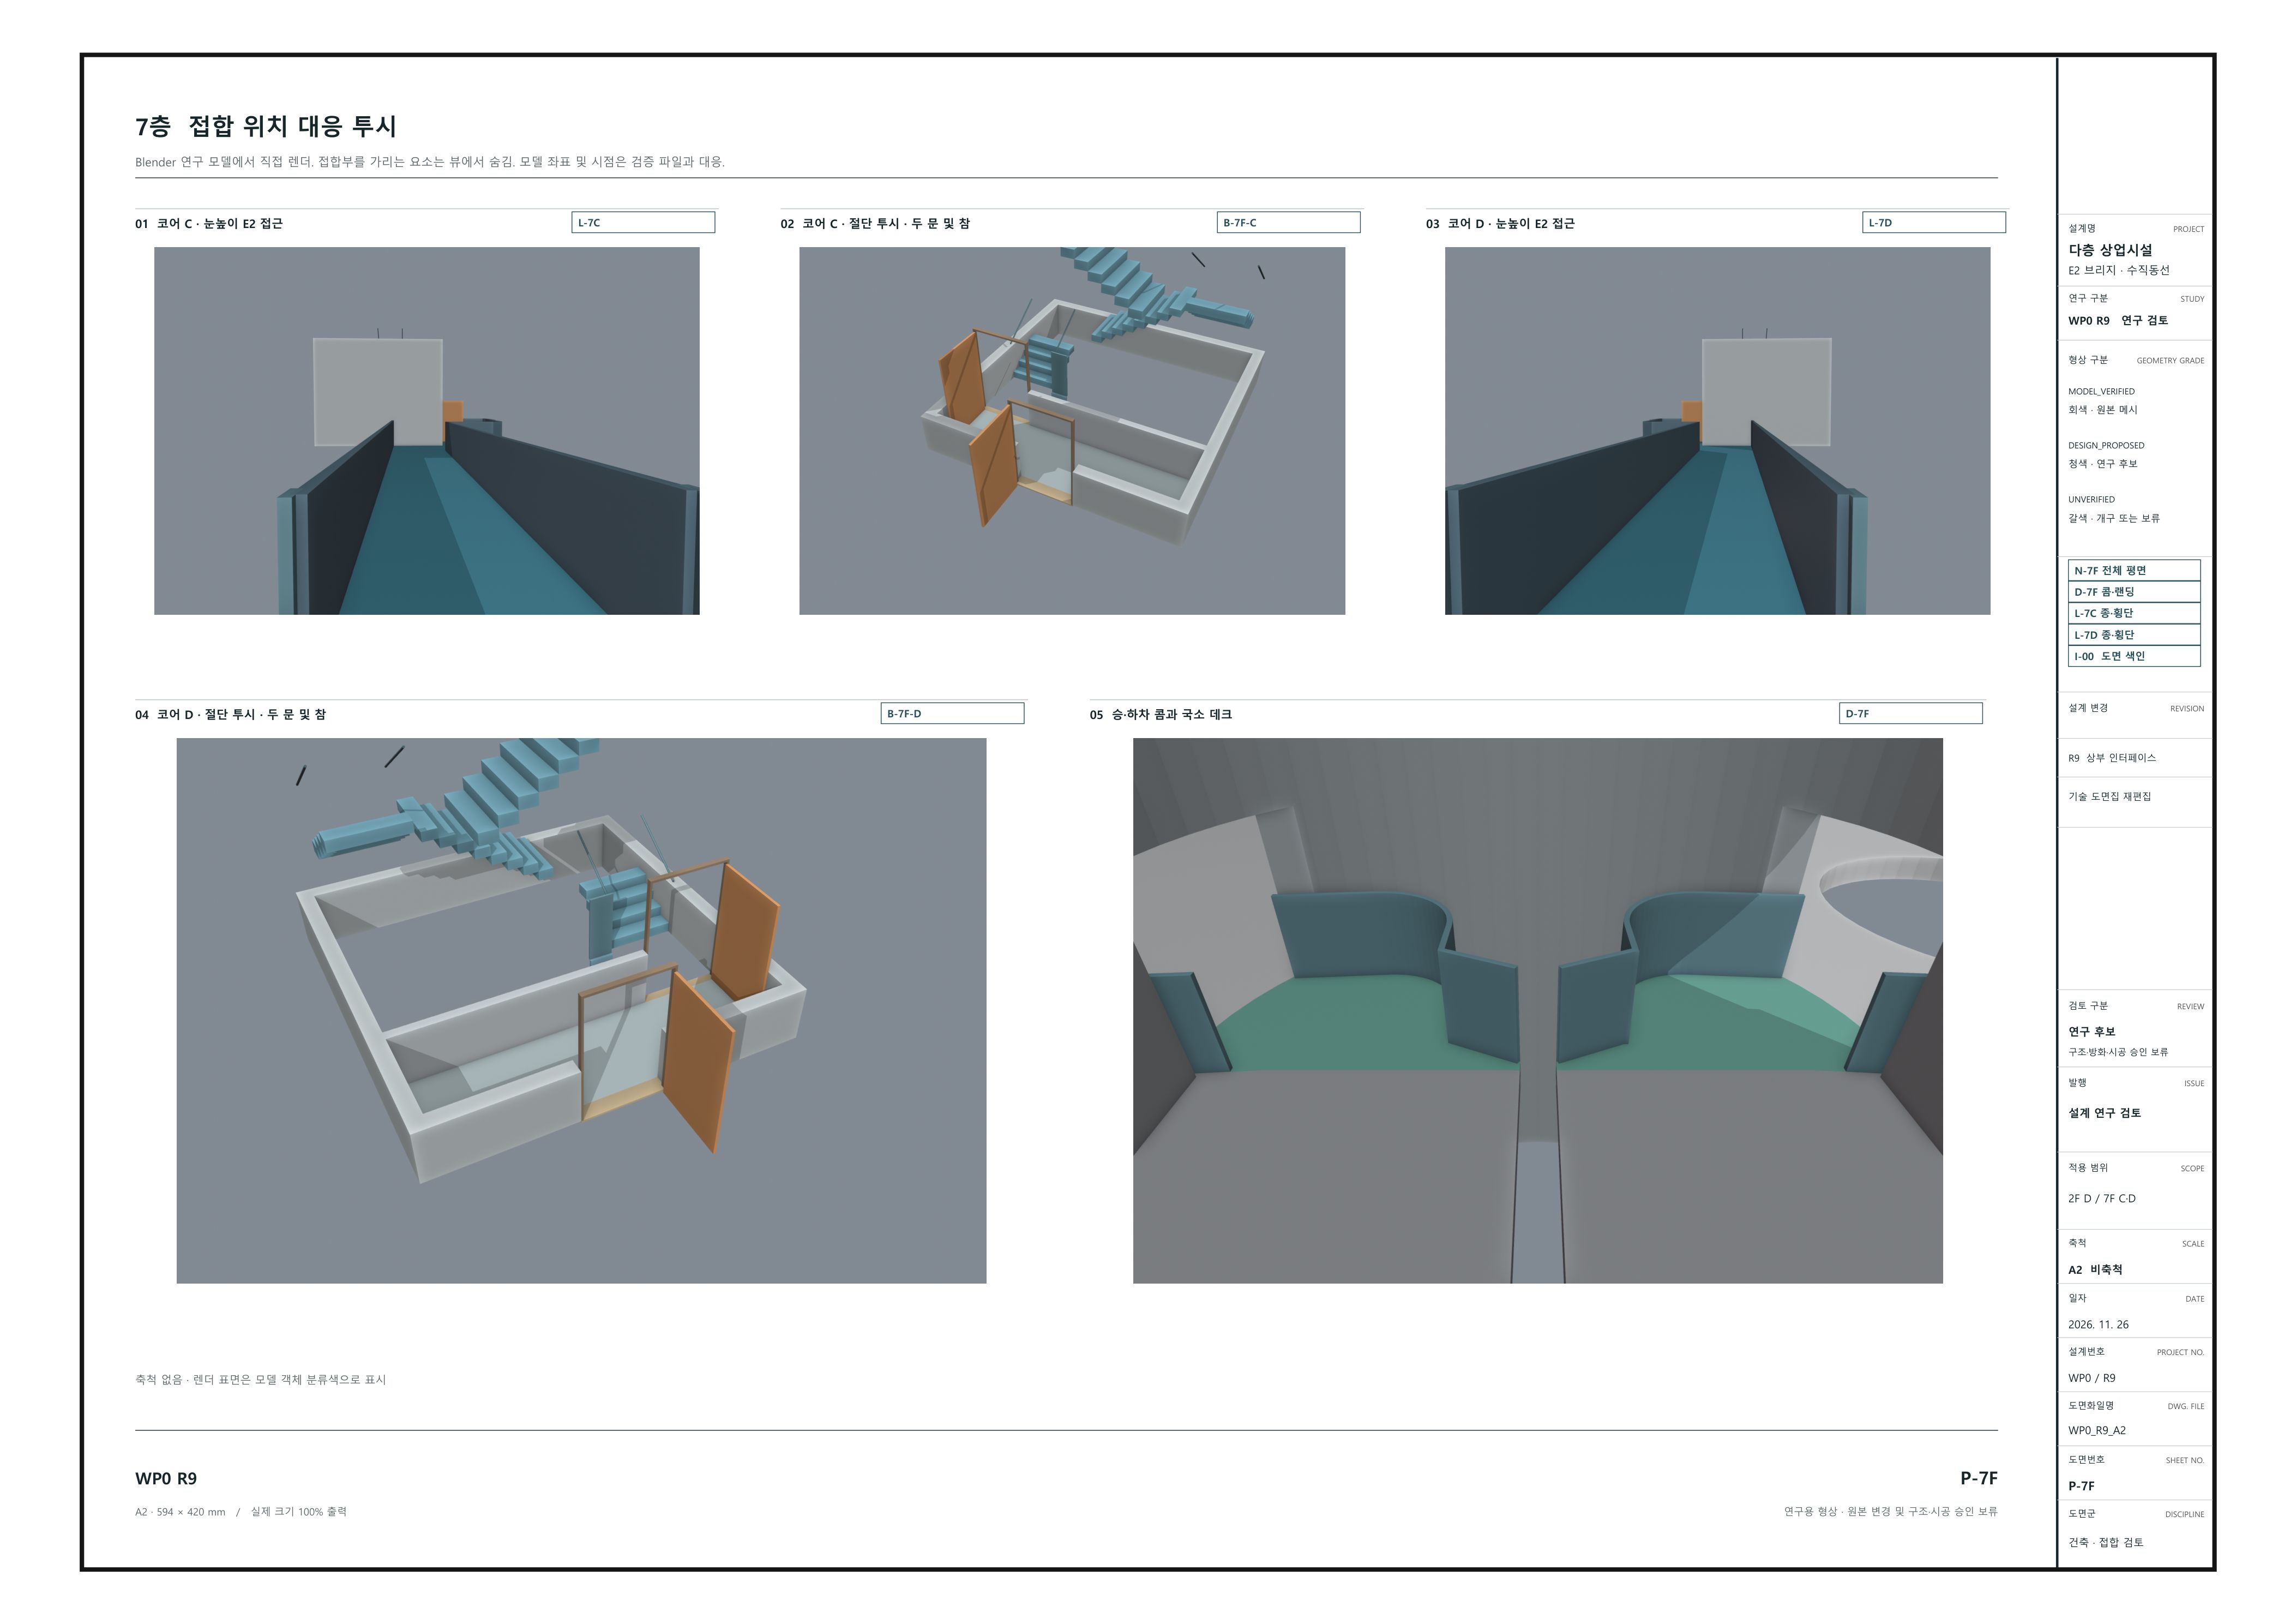 7층 접합 위치 대응 투시
Blender 연구 모델에서 직접 렌더. 접합부를 가리는 요소는 뷰에서 숨김. 모델 좌표 및 시점은 검증 파일과 대응.
01 코어 C · 눈높이 E2 접근
L-7C
02 코어 C · 절단 투시 · 두 문 및 참
B-7F-C
03 코어 D · 눈높이 E2 접근
L-7D
04 코어 D · 절단 투시 · 두 문 및 참
B-7F-D
05 승·하차 콤과 국소 데크
D-7F
축척 없음 · 렌더 표면은 모델 객체 분류색으로 표시
WP0 R9
A2 · 594 × 420 mm / 실제 크기 100% 출력
P-7F
연구용 형상 · 원본 변경 및 구조·시공 승인 보류
설계명 PROJECT
다층 상업시설
E2 브리지 · 수직동선
연구 구분 STUDY
WP0 R9 연구 검토
형상 구분 GEOMETRY GRADE
MODEL_VERIFIED
회색 · 원본 메시
DESIGN_PROPOSED
청색 · 연구 후보
UNVERIFIED
갈색 · 개구 또는 보류
N-7F 전체 평면
D-7F 콤·랜딩
L-7C 종·횡단
L-7D 종·횡단
I-00 도면 색인
설계 변경 REVISION
R9 상부 인터페이스
기술 도면집 재편집
검토 구분 REVIEW
연구 후보
구조·방화·시공 승인 보류
발행 ISSUE
설계 연구 검토
적용 범위 SCOPE
2F D / 7F C·D
축척 SCALE
A2 비축척
일자 DATE
2026. 11. 26
설계번호 PROJECT NO.
WP0 / R9
도면화일명 DWG. FILE
WP0_R9_A2
도면번호 SHEET NO.
P-7F
도면군 DISCIPLINE
건축 · 접합 검토